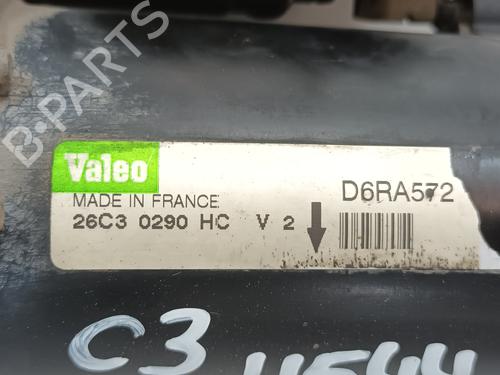 B-PARTS
Valeo
MADE IN FRANCE
26C3 0290 HC V 2
D6RA572
C3